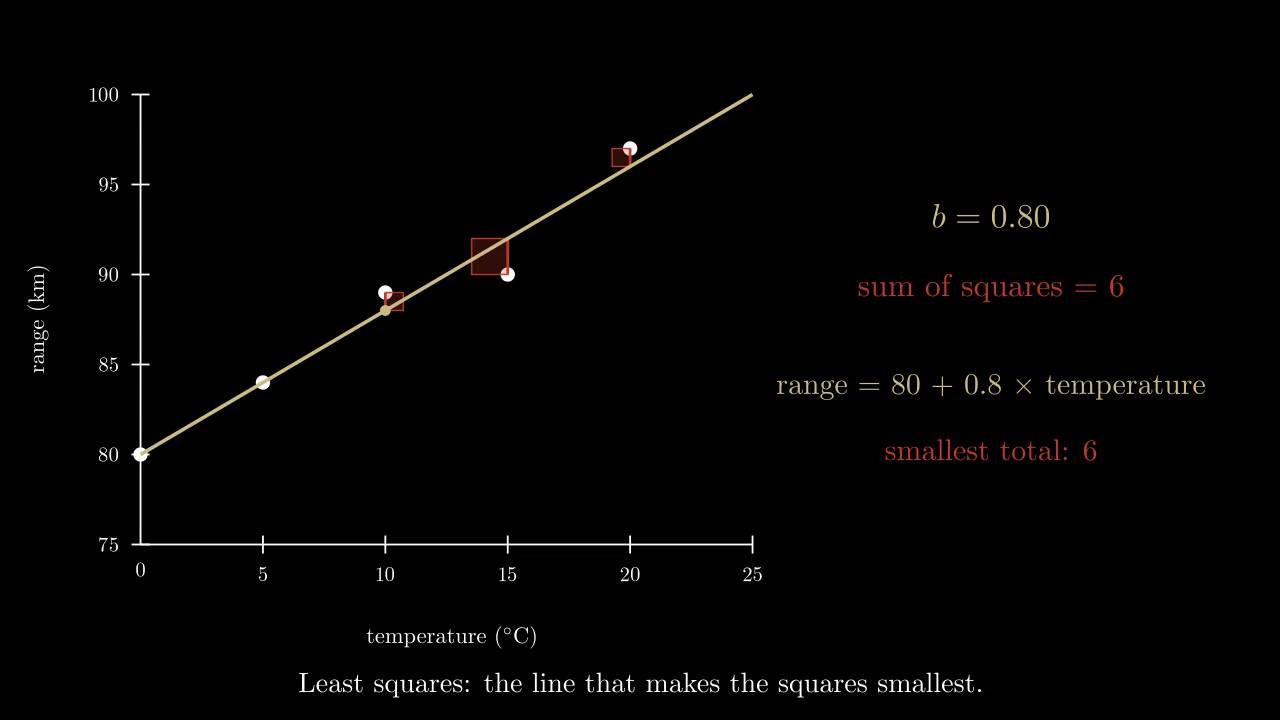 100
95
90
85
80
75
range (km)
0
5
10
15
20
25
temperature (°C)
b = 0.80
sum of squares = 6
range = 80 + 0.8 × temperature
smallest total: 6
Least squares: the line that makes the squares smallest.